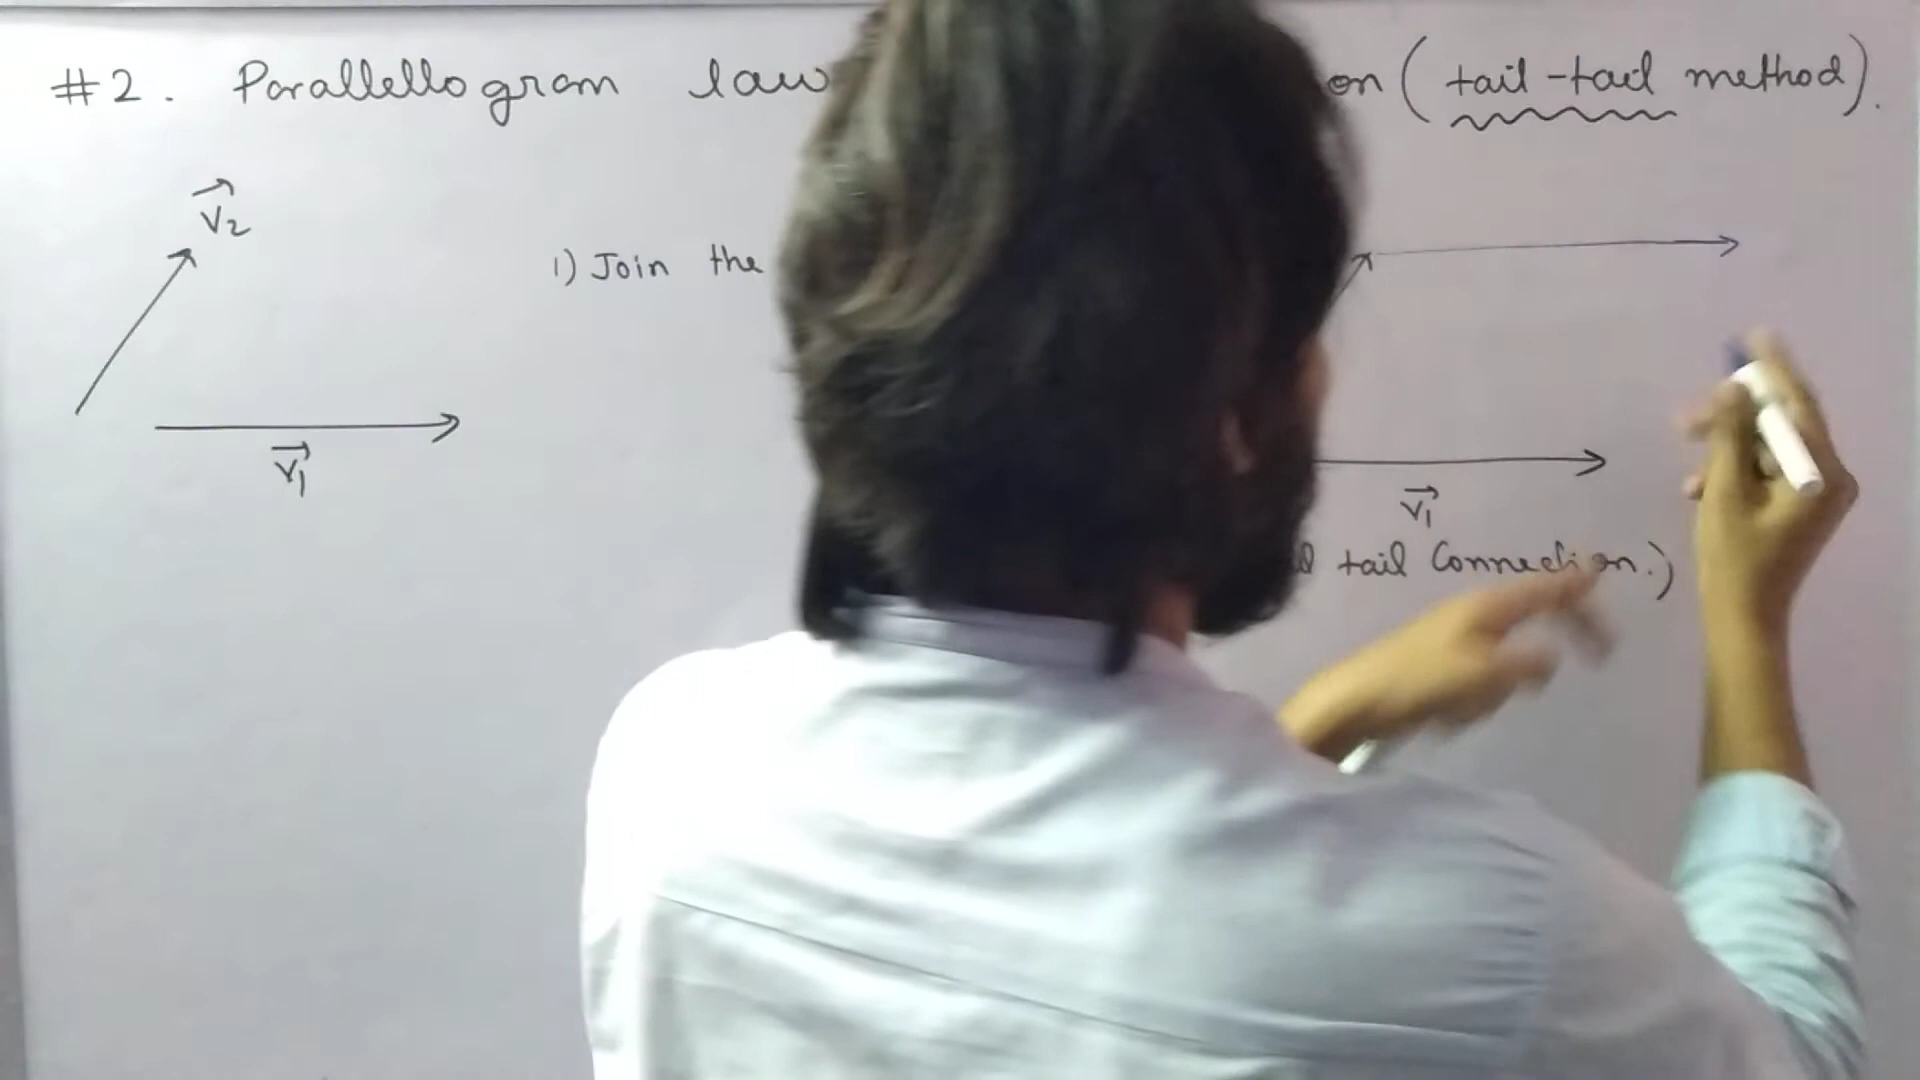 #2. Parallellogram law on (tail-tail method).
V2
1) Join the
V1
V1
tail Connection.)